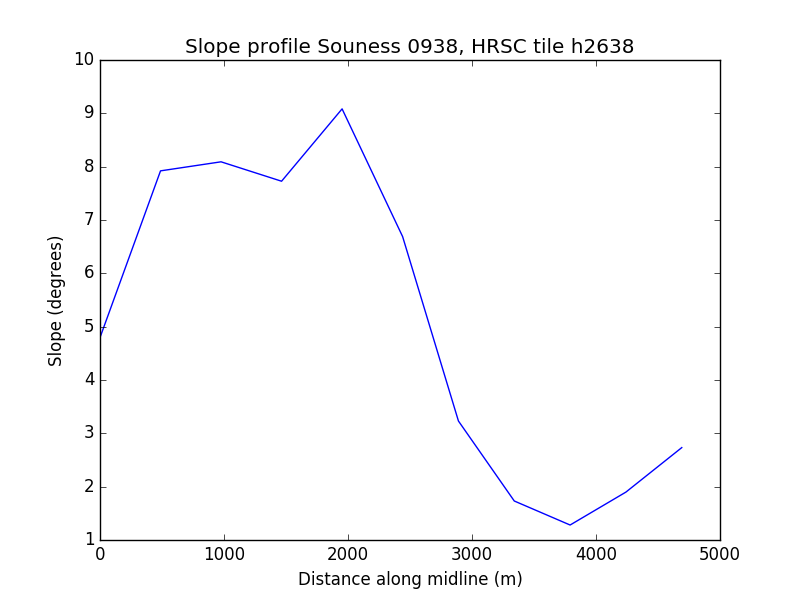 Slope profile Souness 0938, HRSC tile h2638
10
9
8
7
6
5
4
3
2
1
Slope (degrees)
0 1000 2000 3000 4000 5000
Distance along midline (m)